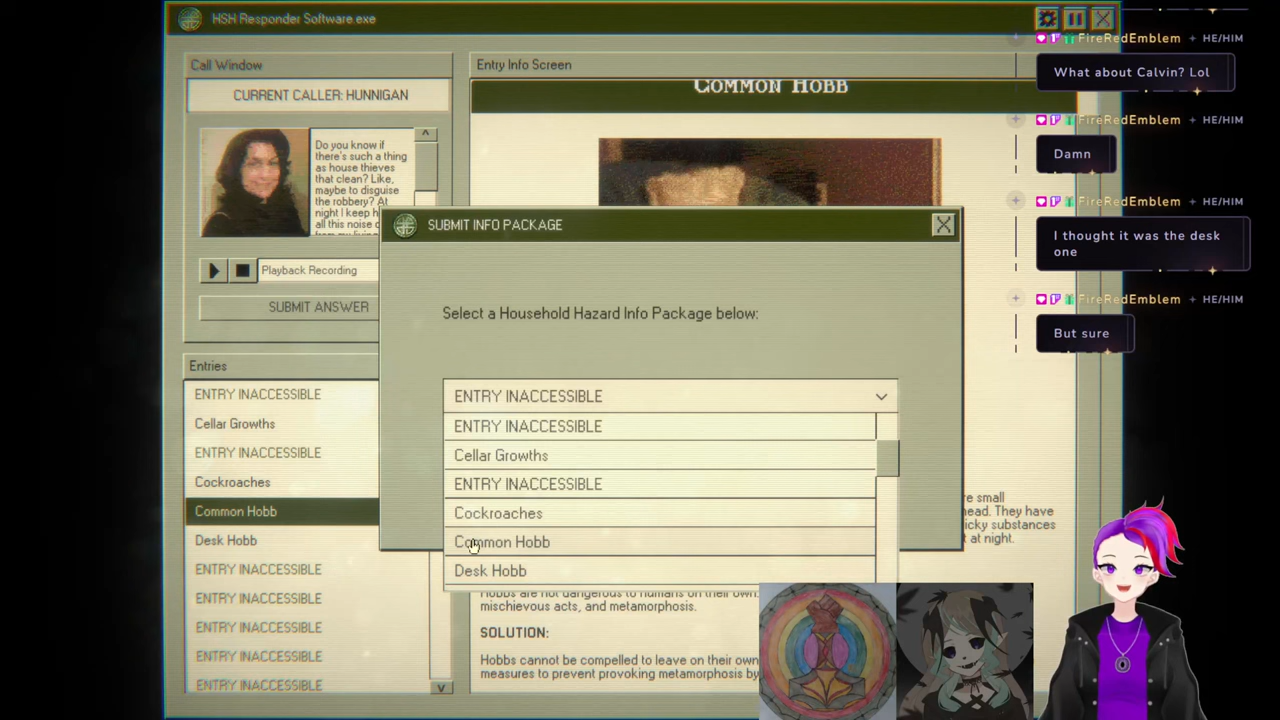 HSH Responder Software.exe
Call Window
CURRENT CALLER: HUNNIGAN
Do you know if
there's such a thing
as house thieves
that clean? Like,
maybe to disguise
the robbery? At
night I keep
all this noise
Playback Recording
SUBMIT ANSWER
Entries
ENTRY INACCESSIBLE
Cellar Growths
ENTRY INACCESSIBLE
Cockroaches
Common Hobb
Desk Hobb
ENTRY INACCESSIBLE
ENTRY INACCESSIBLE
ENTRY INACCESSIBLE
ENTRY INACCESSIBLE
ENTRY INACCESSIBLE
Entry Info Screen
COMMON HOBB
SUBMIT INFO PACKAGE
Select a Household Hazard Info Package below:
ENTRY INACCESSIBLE
ENTRY INACCESSIBLE
Cellar Growths
ENTRY INACCESSIBLE
Cockroaches
Common Hobb
Desk Hobb
re small
ead. They have
icky substances
t at night.
Hobbs are not dangerous to humans on their own.
mischievous acts, and metamorphosis.
SOLUTION:
Hobbs cannot be compelled to leave on their own
measures to prevent provoking metamorphosis by
FireRedEmblem + HE/HIM
What about Calvin? Lol
FireRedEmblem + HE/HIM
Damn
FireRedEmblem + HE/HIM
I thought it was the desk
one
FireRedEmblem + HE/HIM
But sure